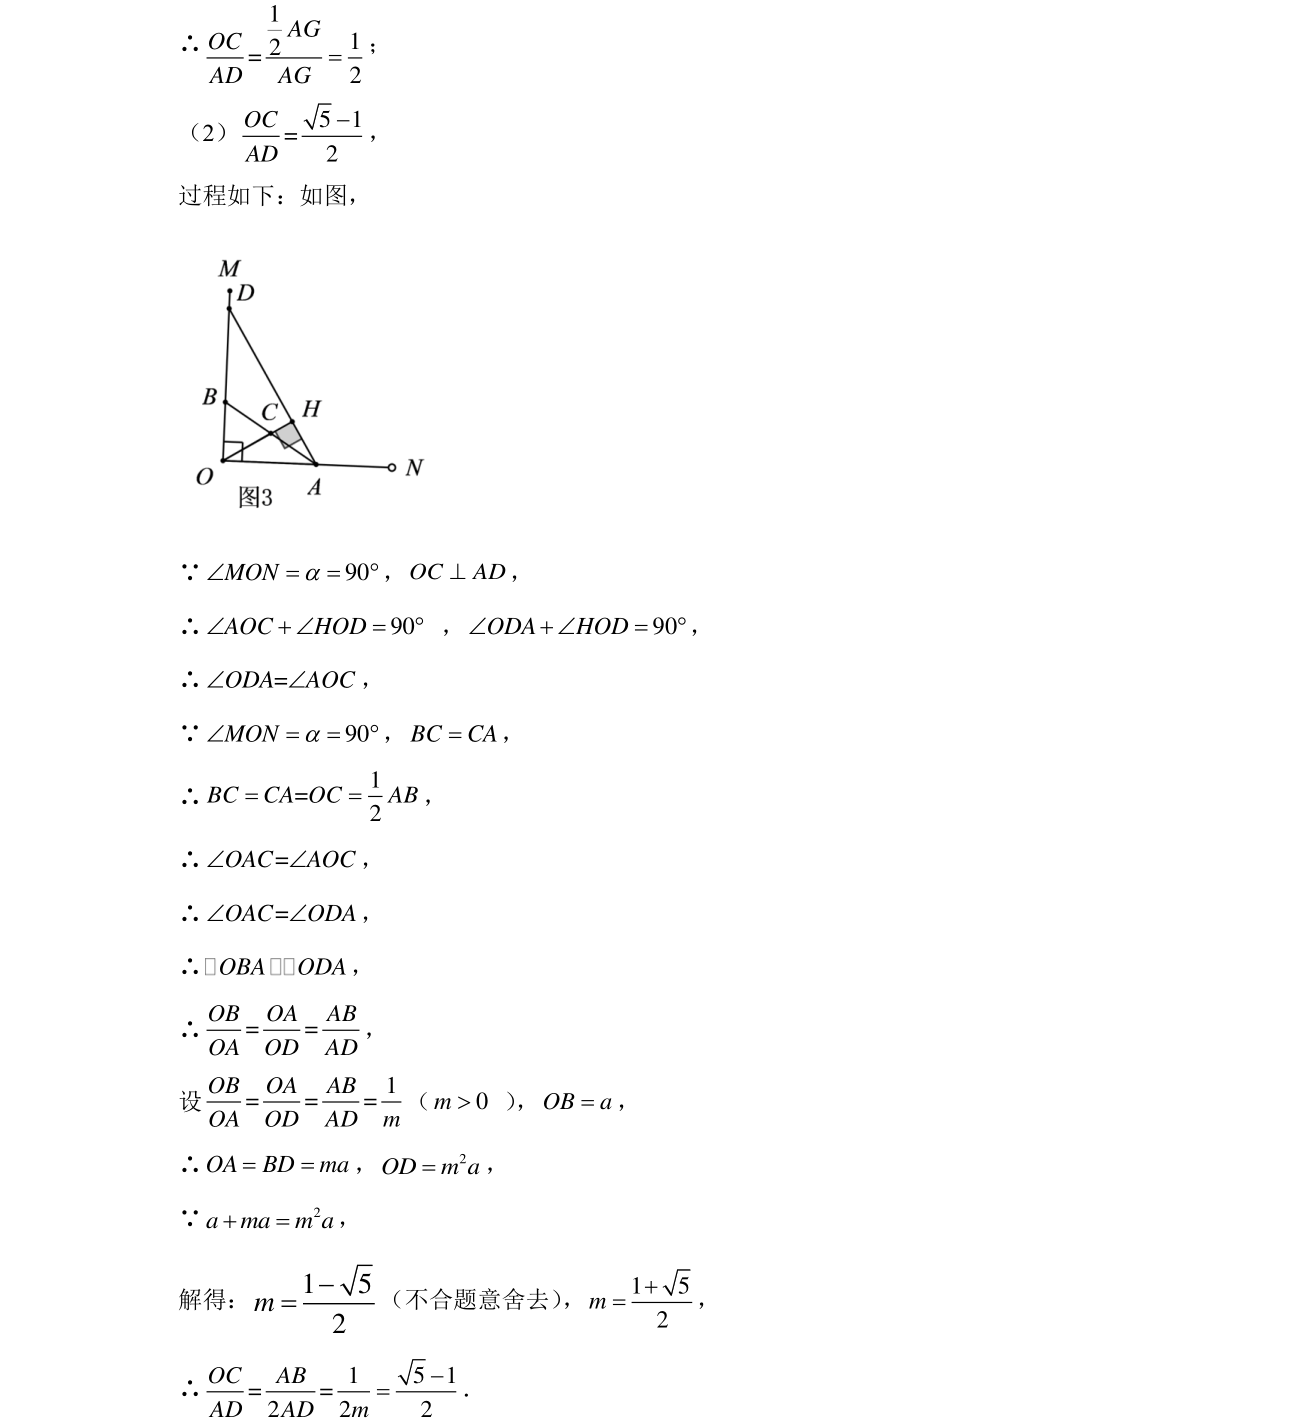 ∴ OC/AD = (1/2 AG)/AG = 1/2；
（2）OC/AD = (√5−1)/2，
过程如下：如图，
M
D
B
C H
O
A
N
图3
∵ ∠MON = α = 90°，OC ⊥ AD，
∴ ∠AOC + ∠HOD = 90° ，∠ODA + ∠HOD = 90°，
∴ ∠ODA=∠AOC，
∵ ∠MON = α = 90°，BC = CA，
∴ BC = CA=OC = 1/2 AB，
∴ ∠OAC=∠AOC，
∴ ∠OAC=∠ODA，
∴ □OBA □□ODA，
∴ OB/OA = OA/OD = AB/AD，
设 OB/OA = OA/OD = AB/AD = 1/m（m > 0 ），OB = a，
∴ OA = BD = ma，OD = m²a，
∵ a + ma = m²a，
解得：m = (1−√5)/2（不合题意舍去），m = (1+√5)/2，
∴ OC/AD = AB/2AD = 1/2m = (√5−1)/2．